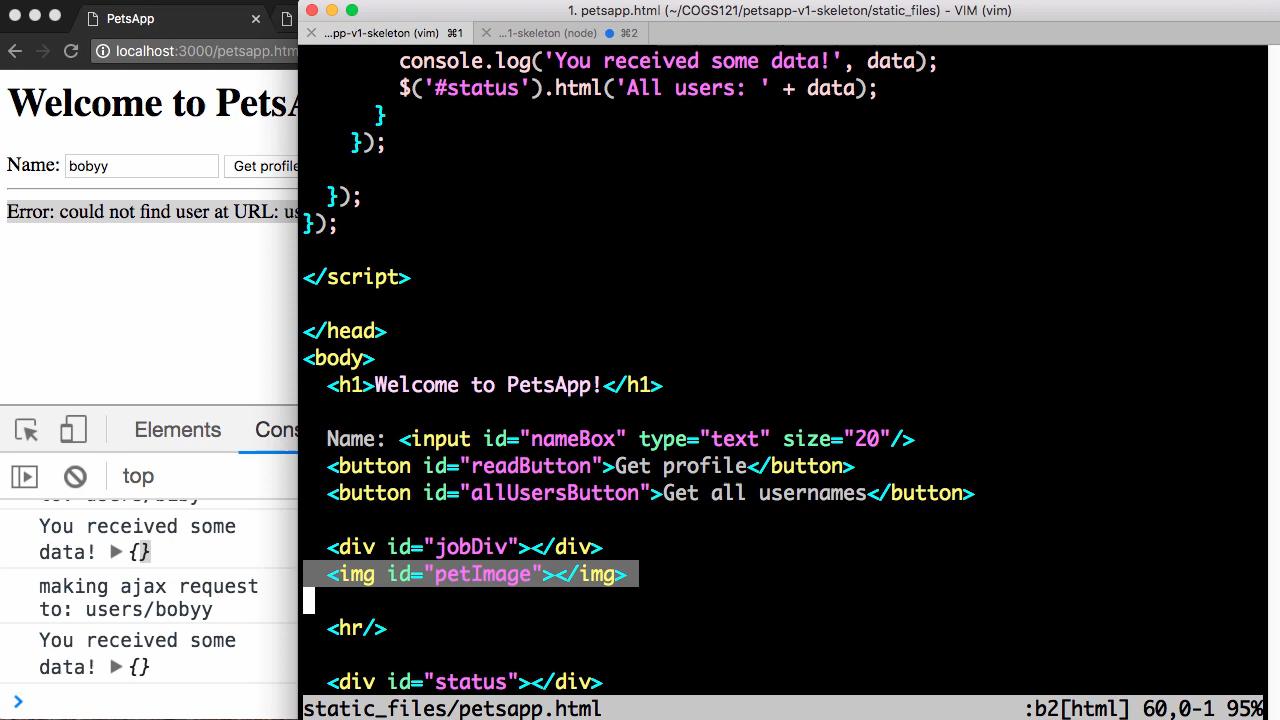 PetsApp
localhost:3000/petsapp.htm
Welcome to PetsA
Name: bobyy Get profile
Error: could not find user at URL: us
Elements Cons
top
to: users/biby
You received some
data! ▶ {}
making ajax request
to: users/bobyy
You received some
data! ▶ {}
1. petsapp.html (~/COGS121/petsapp-v1-skeleton/static_files) - VIM (vim)
...pp-v1-skeleton (vim) ⌘1 ...1-skeleton (node) ⌘2
console.log('You received some data!', data);
$('#status').html('All users: ' + data);
}
});
});
});
</script>
</head>
<body>
<h1>Welcome to PetsApp!</h1>
Name: <input id="nameBox" type="text" size="20"/>
<button id="readButton">Get profile</button>
<button id="allUsersButton">Get all usernames</button>
<div id="jobDiv"></div>
<img id="petImage"></img>
<hr/>
<div id="status"></div>
static_files/petsapp.html :b2[html] 60,0-1 95%